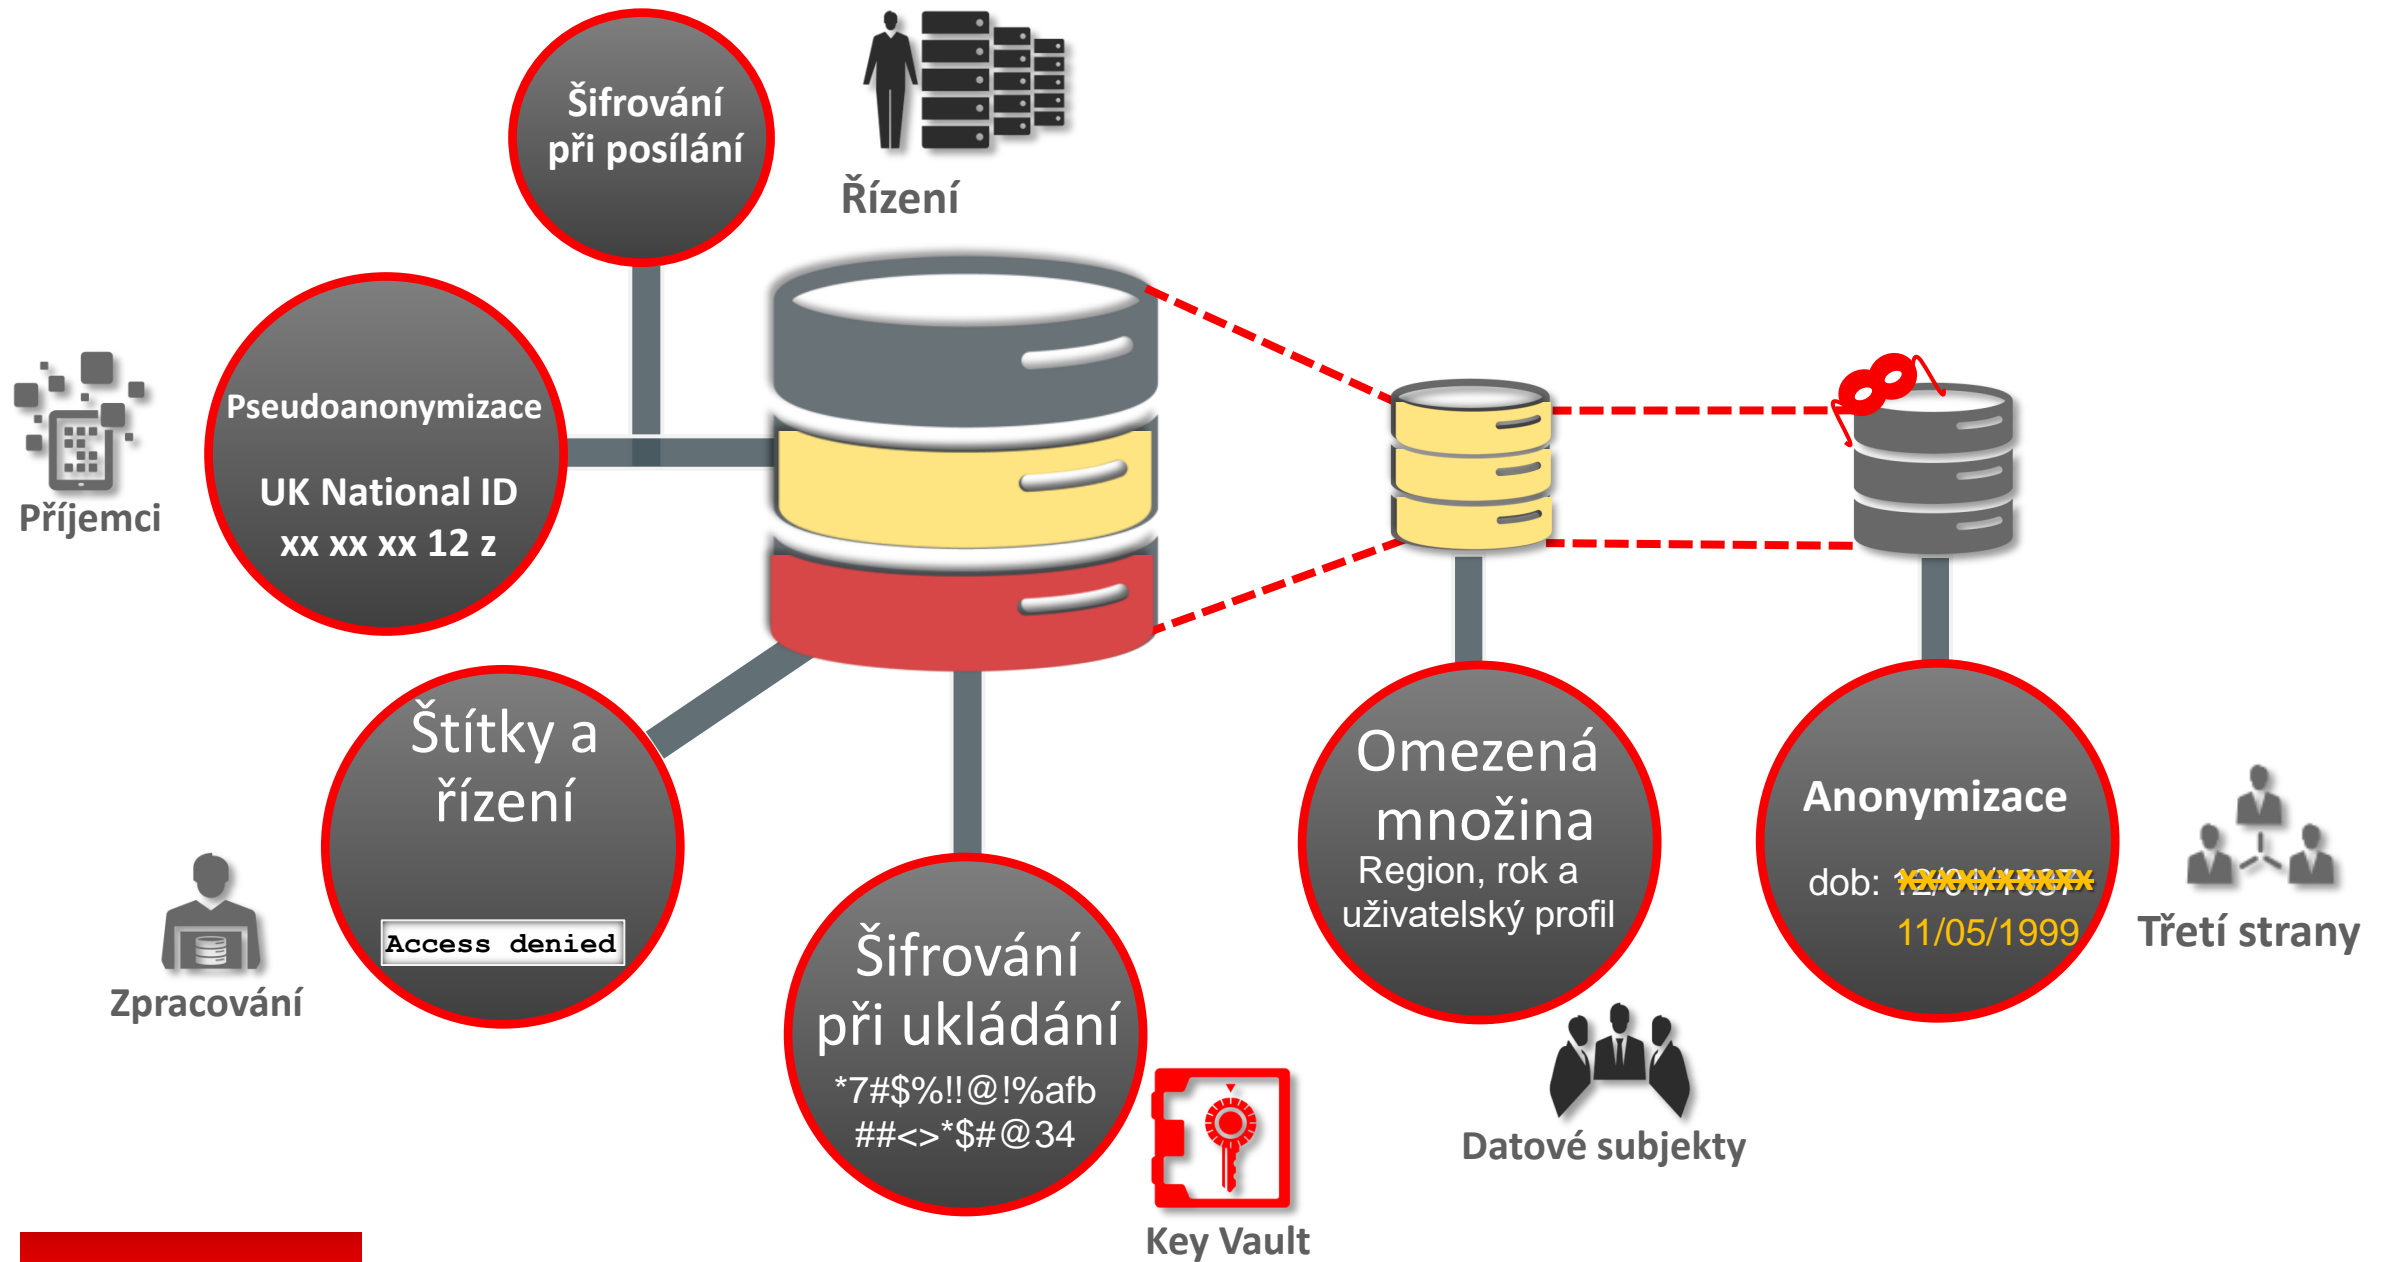 Šifrování
při posílání
Řízení
Pseudoanonymizace
UK National ID
xx xx xx 12 z
Příjemci
Štítky a
řízení
Access denied
Zpracování
Šifrování
při ukládání
*7#$%!!@!%afb
##<>*$#@34
Key Vault
Omezená
množina
Region, rok a
uživatelský profil
Datové subjekty
Anonymizace
dob:
11/05/1999
Třetí strany